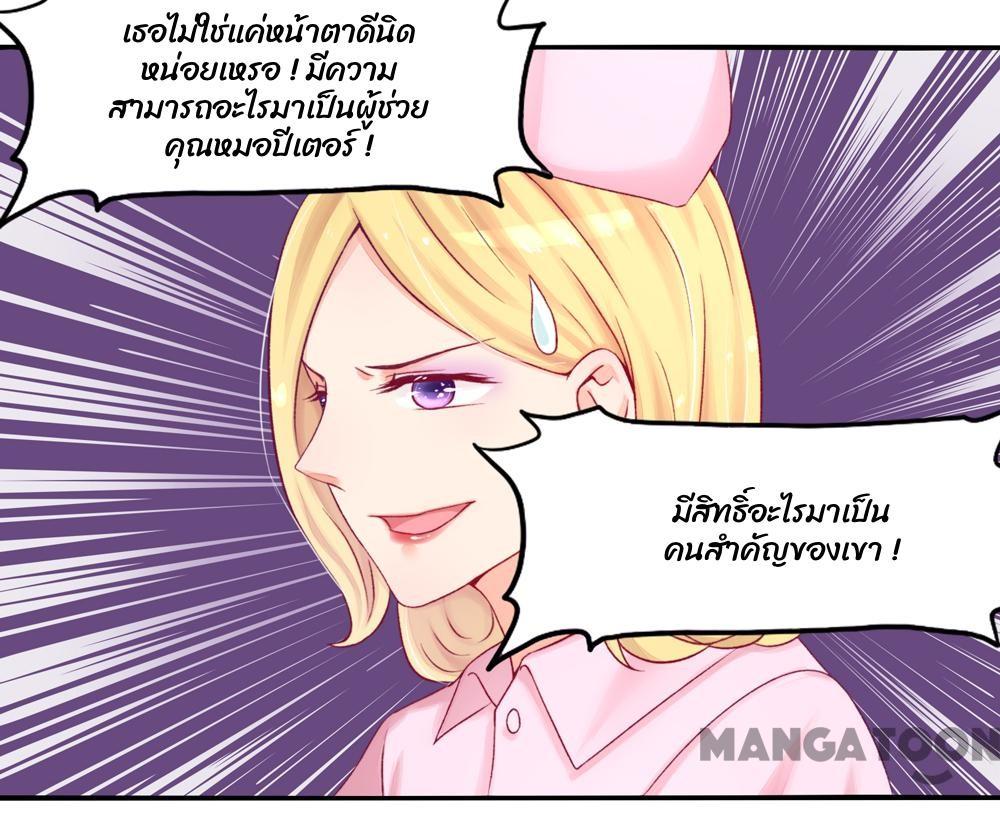 เธอไม่ใช่แค่หน้าตาดีนิด
หน่อยเหรอ ! มีความ
สามารถอะไรมาเป็นผู้ช่วย
คุณหมอปีเตอร์ !
มีสิทธิ์อะไรมาเป็น
คนสำคัญของเขา !
MANGATOON